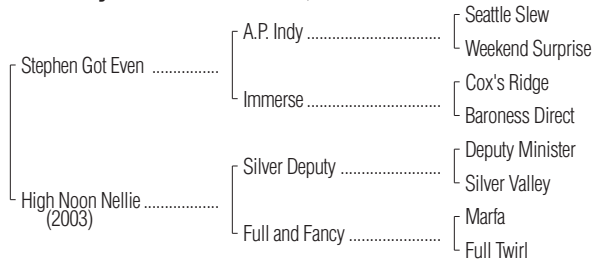 Seattle Slew
A.P. Indy ..............................
Weekend Surprise
Stephen Got Even ...............
Cox's Ridge
Immerse ..............................
Baroness Direct
Deputy Minister
Silver Deputy ......................
Silver Valley
High Noon Nellie .................
(2003)
Marfa
Full and Fancy .....................
Full Twirl